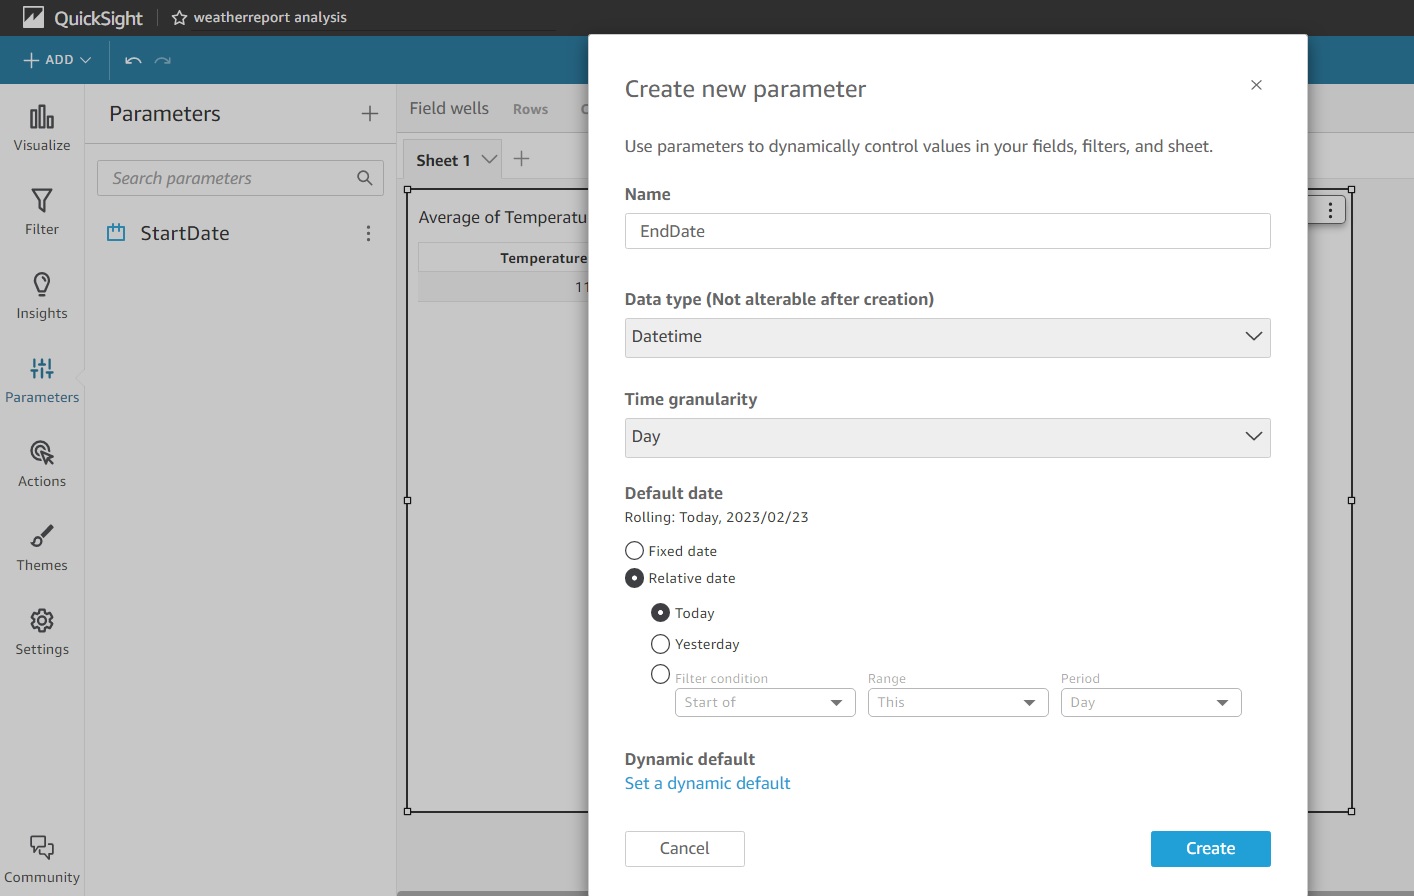 QuickSight
weatherreport analysis
ADD
Visualize
Filter
Insights
Parameters
Actions
Themes
Settings
Community
Parameters
Search parameters
StartDate
Field wells
Rows
Sheet 1
Average of
Temperature
11
Create new parameter
Use parameters to dynamically control values in your fields, filters, and sheet.
Name
EndDate
Data type (Not alterable after creation)
Datetime
Time granularity
Day
Default date
Rolling: Today, 2023/02/23
Fixed date
Relative date
Today
Yesterday
Filter condition Range Period
Start of This Day
Dynamic default
Set a dynamic default
Cancel Create